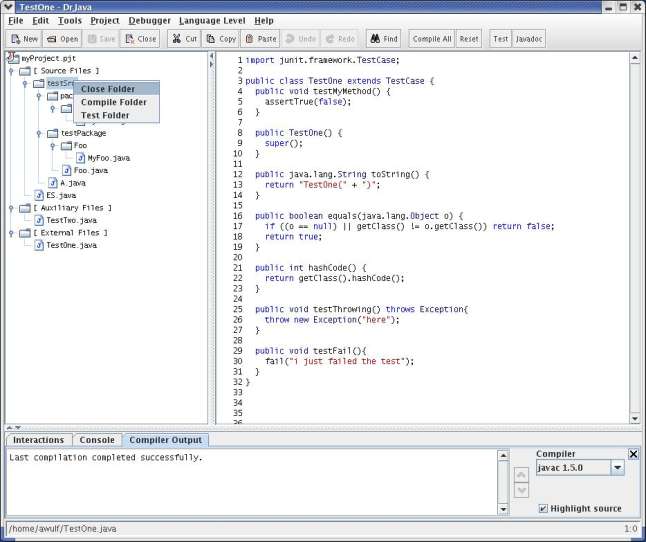 TestOne - DrJava
File Edit Tools Project Debugger Language Level Help
New Open Save Close Cut Copy Paste Undo Redo Find Compile All Reset Test Javadoc
myProject.pjt
[ Source Files ]
Close Folder
Compile Folder
Test Folder
testPackage
Foo
MyFoo.java
Foo.java
A.java
ES.java
[ Auxiliary Files ]
TestTwo.java
[ External Files ]
TestOne.java
1 import junit.framework.TestCase;
2
3 public class TestOne extends TestCase {
4 public void testMyMethod() {
5 assertTrue(false);
6 }
7
8 public TestOne() {
9 super();
10 }
11
12 public java.lang.String toString() {
13 return "TestOne(" + ")";
14 }
15
16 public boolean equals(java.lang.Object o) {
17 if ((o == null) || getClass() != o.getClass()) return false;
18 return true;
19 }
20
21 public int hashCode() {
22 return getClass().hashCode();
23 }
24
25 public void testThrowing() throws Exception{
26 throw new Exception("here");
27 }
28
29 public void testFail(){
30 fail("i just failed the test");
31 }
32 }
33
34
35
36
Interactions Console Compiler Output
Last compilation completed successfully.
Compiler
javac 1.5.0
Highlight source
/home/awulf/TestOne.java 1:0